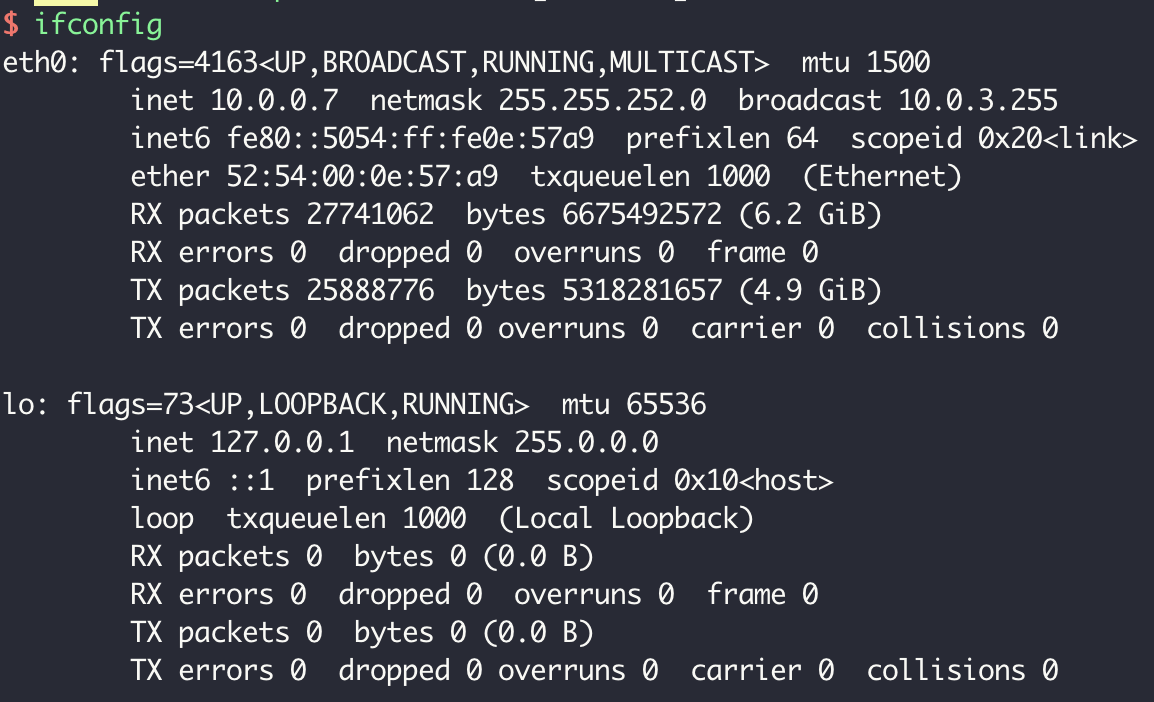 $ ifconfig
eth0: flags=4163<UP,BROADCAST,RUNNING,MULTICAST>  mtu 1500
        inet 10.0.0.7  netmask 255.255.252.0  broadcast 10.0.3.255
        inet6 fe80::5054:ff:fe0e:57a9  prefixlen 64  scopeid 0x20<link>
        ether 52:54:00:0e:57:a9  txqueuelen 1000  (Ethernet)
        RX packets 27741062  bytes 6675492572 (6.2 GiB)
        RX errors 0  dropped 0  overruns 0  frame 0
        TX packets 25888776  bytes 5318281657 (4.9 GiB)
        TX errors 0  dropped 0 overruns 0  carrier 0  collisions 0

lo: flags=73<UP,LOOPBACK,RUNNING>  mtu 65536
        inet 127.0.0.1  netmask 255.0.0.0
        inet6 ::1  prefixlen 128  scopeid 0x10<host>
        loop  txqueuelen 1000  (Local Loopback)
        RX packets 0  bytes 0 (0.0 B)
        RX errors 0  dropped 0  overruns 0  frame 0
        TX packets 0  bytes 0 (0.0 B)
        TX errors 0  dropped 0 overruns 0  carrier 0  collisions 0